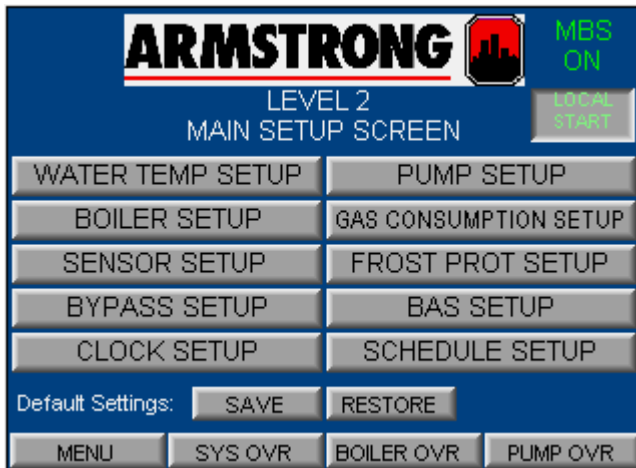 ARMSTRONG
MBS
ON
LEVEL 2
MAIN SETUP SCREEN
LOCAL
START
WATER TEMP SETUP
PUMP SETUP
BOILER SETUP
GAS CONSUMPTION SETUP
SENSOR SETUP
FROST PROT SETUP
BYPASS SETUP
BAS SETUP
CLOCK SETUP
SCHEDULE SETUP
Default Settings: SAVE RESTORE
MENU SYS OVR BOILER OVR PUMP OVR